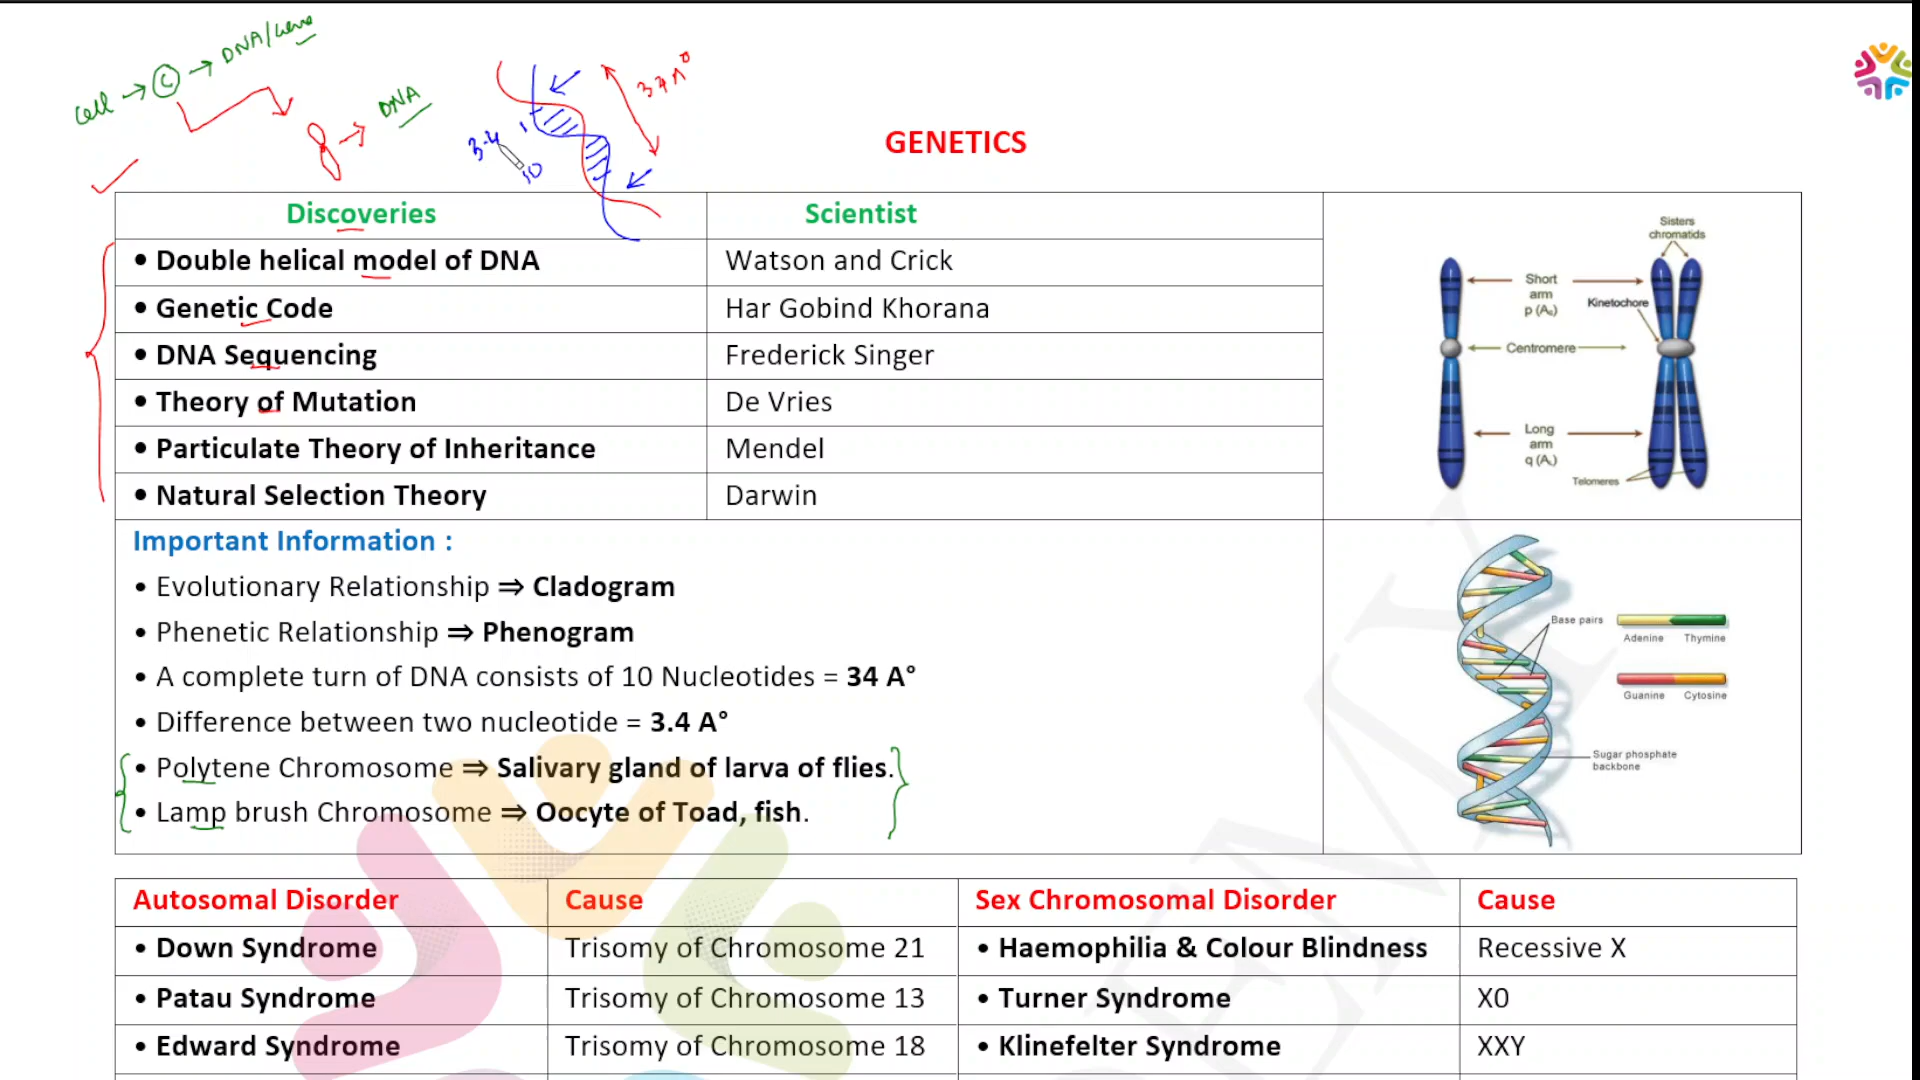 cell → C → DNA/Gene
DNA
3.4
1
10
34 A°
GENETICS
Discoveries Scientist
• Double helical model of DNA Watson and Crick
• Genetic Code Har Gobind Khorana
• DNA Sequencing Frederick Singer
• Theory of Mutation De Vries
• Particulate Theory of Inheritance Mendel
• Natural Selection Theory Darwin
Sisters
chromatids
Short
arm
p (A₀)
Kinetochore
Centromere
Long
arm
Telomeres
Important Information :
• Evolutionary Relationship ⇒ Cladogram
• Phenetic Relationship ⇒ Phenogram
• A complete turn of DNA consists of 10 Nucleotides = 34 A°
• Difference between two nucleotide = 3.4 A°
• Polytene Chromosome ⇒ Salivary gland of larva of flies.
• Lamp brush Chromosome ⇒ Oocyte of Toad, fish.
Base pairs
Adenine Thymine
Guanine Cytosine
Sugar phosphate
backbone
Autosomal Disorder Cause Sex Chromosomal Disorder Cause
• Down Syndrome Trisomy of Chromosome 21 • Haemophilia & Colour Blindness Recessive X
• Patau Syndrome Trisomy of Chromosome 13 • Turner Syndrome X0
• Edward Syndrome Trisomy of Chromosome 18 • Klinefelter Syndrome XXY